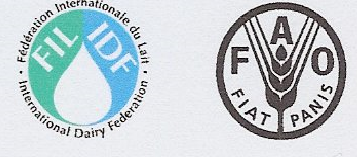 Fédération Internationale du Lait
FIL IDF
International Dairy Federation
F A O
FIAT PANIS